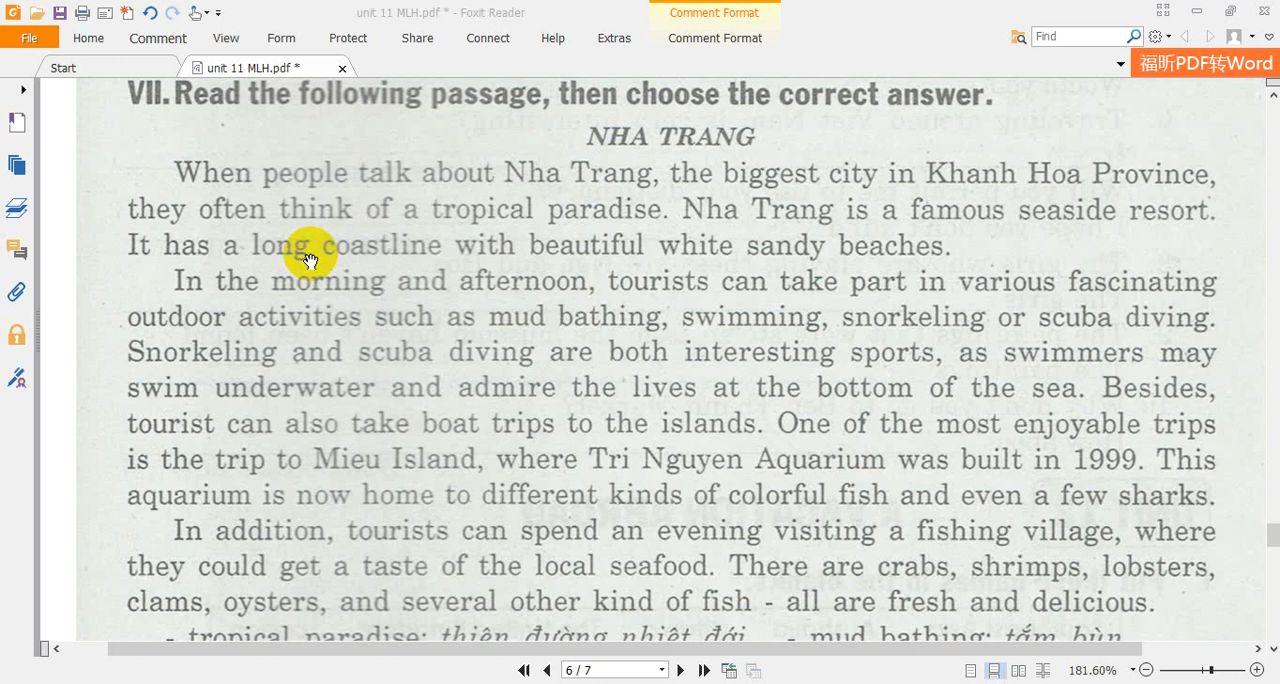 unit 11 MLH.pdf * - Foxit Reader
Comment Format
File Home Comment View Form Protect Share Connect Help Extras Comment Format Find
Start unit 11 MLH.pdf * 福昕PDF转Word
VII. Read the following passage, then choose the correct answer.
NHA TRANG
When people talk about Nha Trang, the biggest city in Khanh Hoa Province,
they often think of a tropical paradise. Nha Trang is a famous seaside resort.
It has a long coastline with beautiful white sandy beaches.
In the morning and afternoon, tourists can take part in various fascinating
outdoor activities such as mud bathing, swimming, snorkeling or scuba diving.
Snorkeling and scuba diving are both interesting sports, as swimmers may
swim underwater and admire the lives at the bottom of the sea. Besides,
tourist can also take boat trips to the islands. One of the most enjoyable trips
is the trip to Mieu Island, where Tri Nguyen Aquarium was built in 1999. This
aquarium is now home to different kinds of colorful fish and even a few sharks.
In addition, tourists can spend an evening visiting a fishing village, where
they could get a taste of the local seafood. There are crabs, shrimps, lobsters,
clams, oysters, and several other kind of fish - all are fresh and delicious.
- tropical paradise: thiên đường nhiệt đới - mud bathing: tắm bùn
6 / 7 181.60%